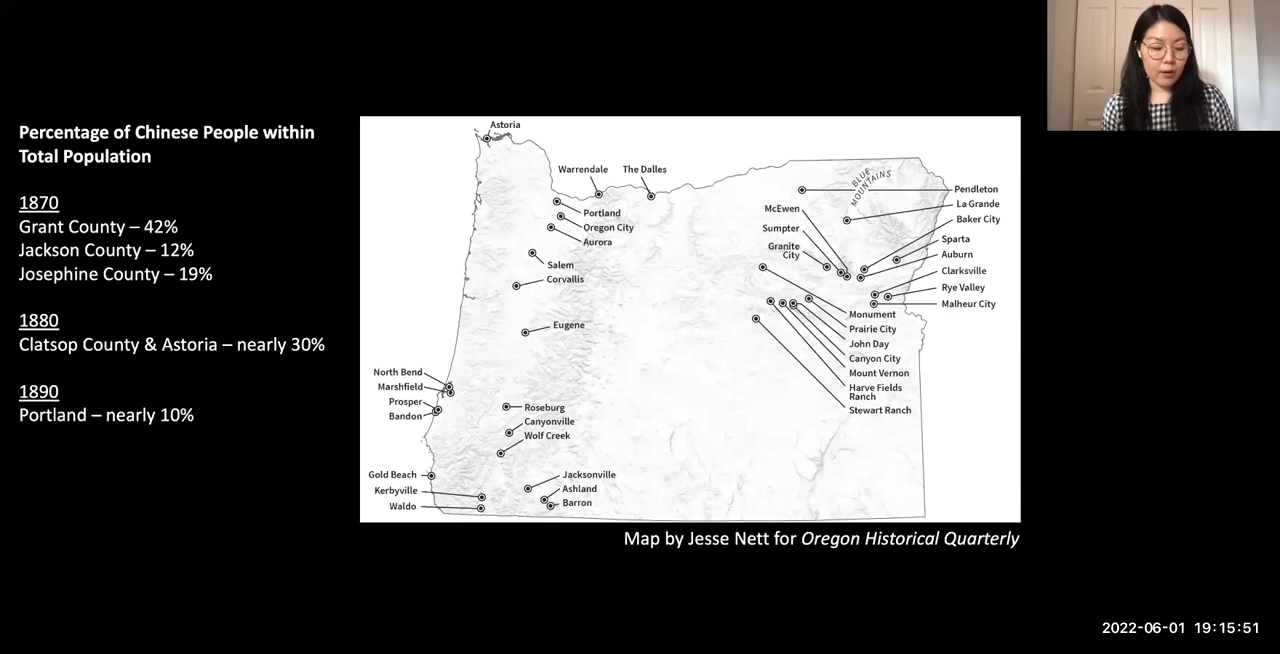 Percentage of Chinese People within
Total Population
1870
Grant County – 42%
Jackson County – 12%
Josephine County – 19%
1880
Clatsop County & Astoria – nearly 30%
1890
Portland – nearly 10%
Astoria
Warrendale
The Dalles
Portland
Oregon City
Aurora
Salem
Corvallis
Eugene
North Bend
Marshfield
Prosper
Bandon
Roseburg
Canyonville
Wolf Creek
Gold Beach
Kerbyville
Waldo
Jacksonville
Ashland
Barron
BLUE
MOUNTAINS
McEwen
Sumpter
Granite
City
Pendleton
La Grande
Baker City
Sparta
Auburn
Clarksville
Rye Valley
Malheur City
Monument
Prairie City
John Day
Canyon City
Mount Vernon
Harve Fields
Ranch
Stewart Ranch
Map by Jesse Nett for Oregon Historical Quarterly
2022-06-01 19:15:51